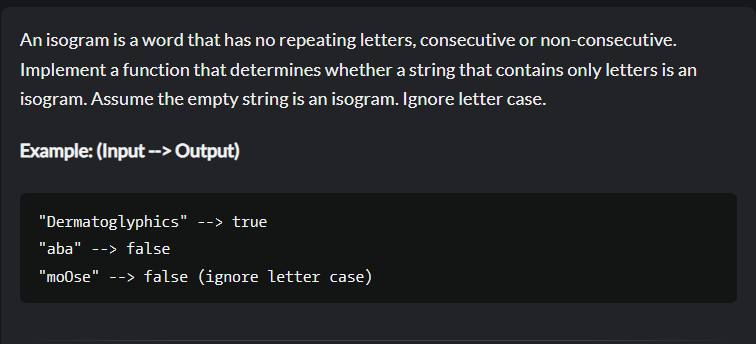 An isogram is a word that has no repeating letters, consecutive or non-consecutive.
Implement a function that determines whether a string that contains only letters is an
isogram. Assume the empty string is an isogram. Ignore letter case.
Example: (Input --> Output)
"Dermatoglyphics" --> true
"aba" --> false
"moOse" --> false (ignore letter case)